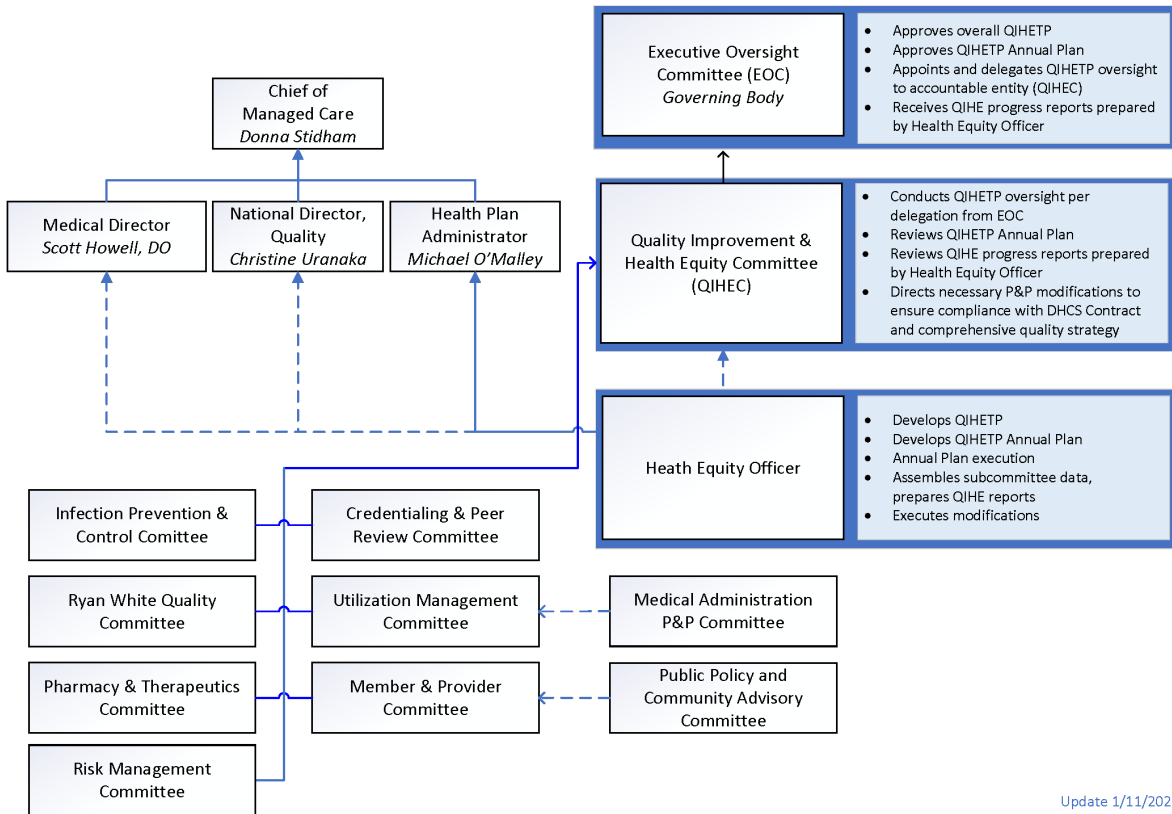 Executive Oversight
Committee (EOC)
Governing Body
• Approves overall QIHETP
• Approves QIHETP Annual Plan
• Appoints and delegates QIHETP oversight
to accountable entity (QIHEC)
• Receives QIHE progress reports prepared
by Health Equity Officer
Chief of
Managed Care
Donna Stidham
Medical Director
Scott Howell, DO
National Director,
Quality
Christine Uranaka
Health Plan
Administrator
Michael O’Malley
Quality Improvement &
Health Equity Committee
(QIHEC)
• Conducts QIHETP oversight per
delegation from EOC
• Reviews QIHETP Annual Plan
• Reviews QIHE progress reports prepared
by Health Equity Officer
• Directs necessary P&P modifications to
ensure compliance with DHCS Contract
and comprehensive quality strategy
Heath Equity Officer
• Develops QIHETP
• Develops QIHETP Annual Plan
• Annual Plan execution
• Assembles subcommittee data,
prepares QIHE reports
• Executes modifications
Infection Prevention &
Control Comittee
Credentialing & Peer
Review Committee
Ryan White Quality
Committee
Utilization Management
Committee
Medical Administration
P&P Committee
Pharmacy & Therapeutics
Committee
Member & Provider
Committee
Public Policy and
Community Advisory
Committee
Risk Management
Committee
Update 1/11/202